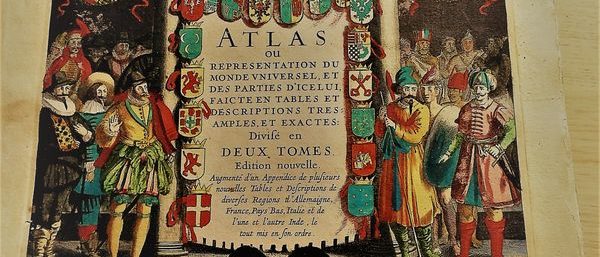 ATLAS
ou
REPRESENTATION DU
MONDE VNIVERSEL, ET
DES PARTIES D'ICELUI,
FAICTE EN TABLES ET
DESCRIPTIONS TRES
AMPLES, ET EXACTES:
Divisé en
DEUX TOMES.
Edition nouvelle.
Augmenté d'un Appendice de plusieurs
nouvelles Tables et Descriptions de
diverses Regions d'Allemaigne,
France, Pays Bas, Italie et de
l'une et l'autre Inde, le
tout mis en son ordre.